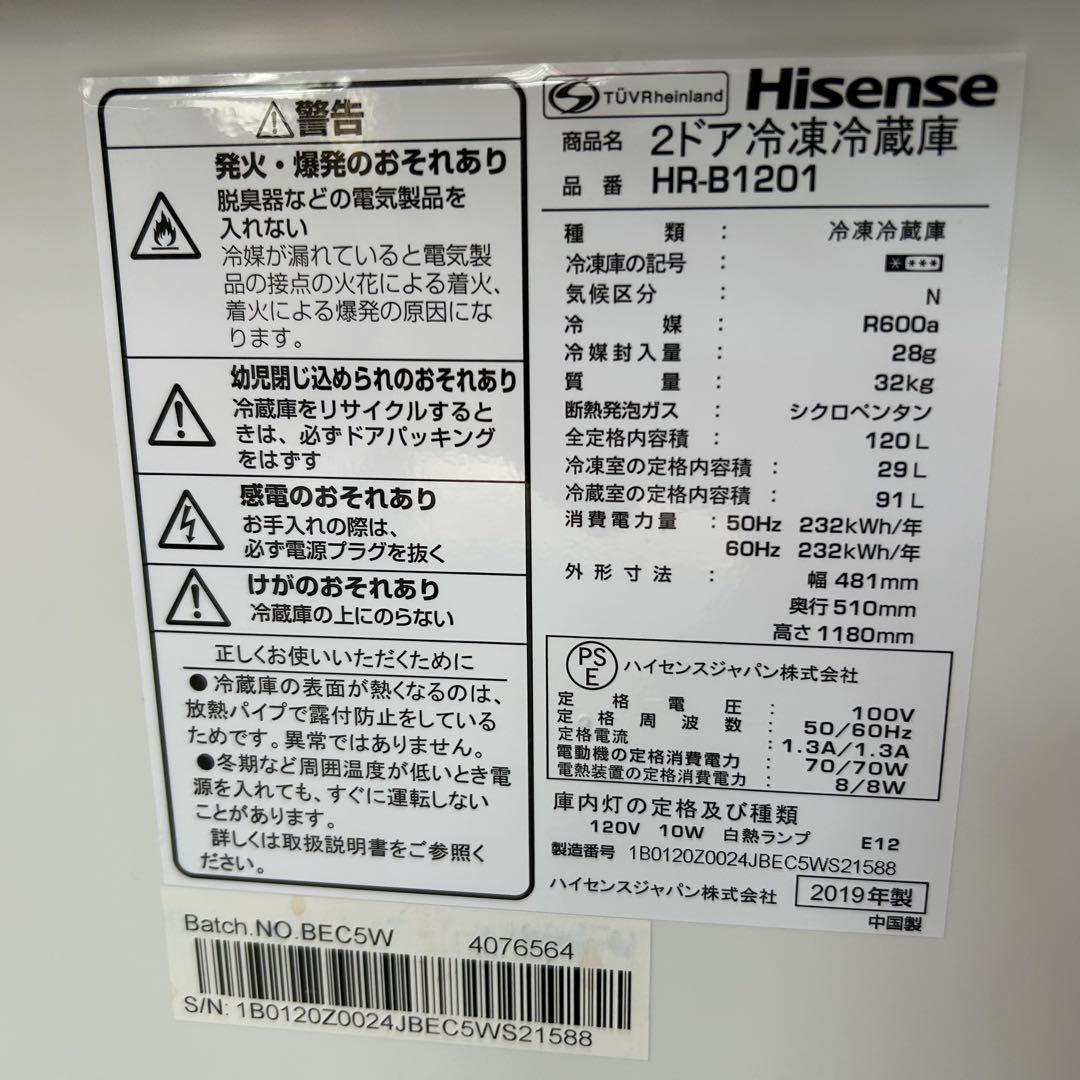 警告
発火・爆発のおそれあり
脱臭器などの電気製品を
入れない
冷媒が漏れていると電気製
品の接点の火花による着火、
着火による爆発の原因にな
ります。
幼児閉じ込められのおそれあり
冷蔵庫をリサイクルすると
きは、必ずドアパッキング
をはずす
感電のおそれあり
お手入れの際は、
必ず電源プラグを抜く
けがのおそれあり
冷蔵庫の上にのらない
正しくお使いいただくために
●冷蔵庫の表面が熱くなるのは、
放熱パイプで露付防止をしている
ためです。異常ではありません。
●冬期など周囲温度が低いとき電
源を入れても、すぐに運転しない
ことがあります。
詳しくは取扱説明書をご参照く
ださい。
TÜVRheinland Hisense
商品名 2ドア冷凍冷蔵庫
品番 HR-B1201
種類 : 冷凍冷蔵庫
冷凍庫の記号 : ****
気候区分 : N
冷媒 : R600a
冷媒封入量 : 28g
質量 : 32kg
断熱発泡ガス : シクロペンタン
全定格内容積 : 120L
冷凍室の定格内容積 : 29L
冷蔵室の定格内容積 : 91L
消費電力量 : 50Hz 232kWh/年
60Hz 232kWh/年
外形寸法 : 幅 481mm
奥行 510mm
高さ 1180mm
PSE ハイセンスジャパン株式会社
定格電圧 : 100V
定格周波数 : 50/60Hz
定格電流 : 1.3A/1.3A
電動機の定格消費電力 : 70/70W
電熱装置の定格消費電力 : 8/8W
庫内灯の定格及び種類
120V 10W 白熱ランプ E12
製造番号 1B0120Z0024JBEC5WS21588
ハイセンスジャパン株式会社 2019年製
中国製
Batch.NO.BEC5W 4076564
S/N: 1B0120Z0024JBEC5WS21588